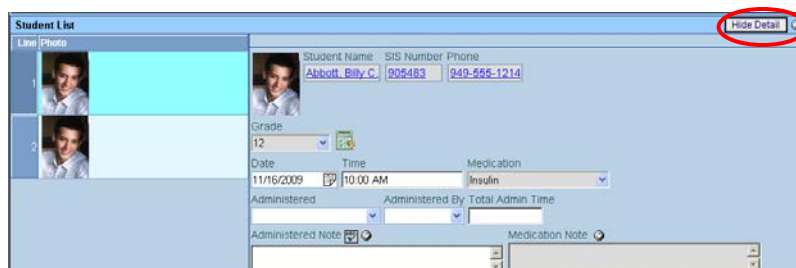 Student List Hide Detail
Line Photo
Student Name SIS Number Phone
Abbott, Billy C. 905483 949-555-1214
1
Grade
12
2
Date Time Medication
11/16/2009 10:00 AM Insulin
Administered Administered By Total Admin Time
Administered Note Medication Note